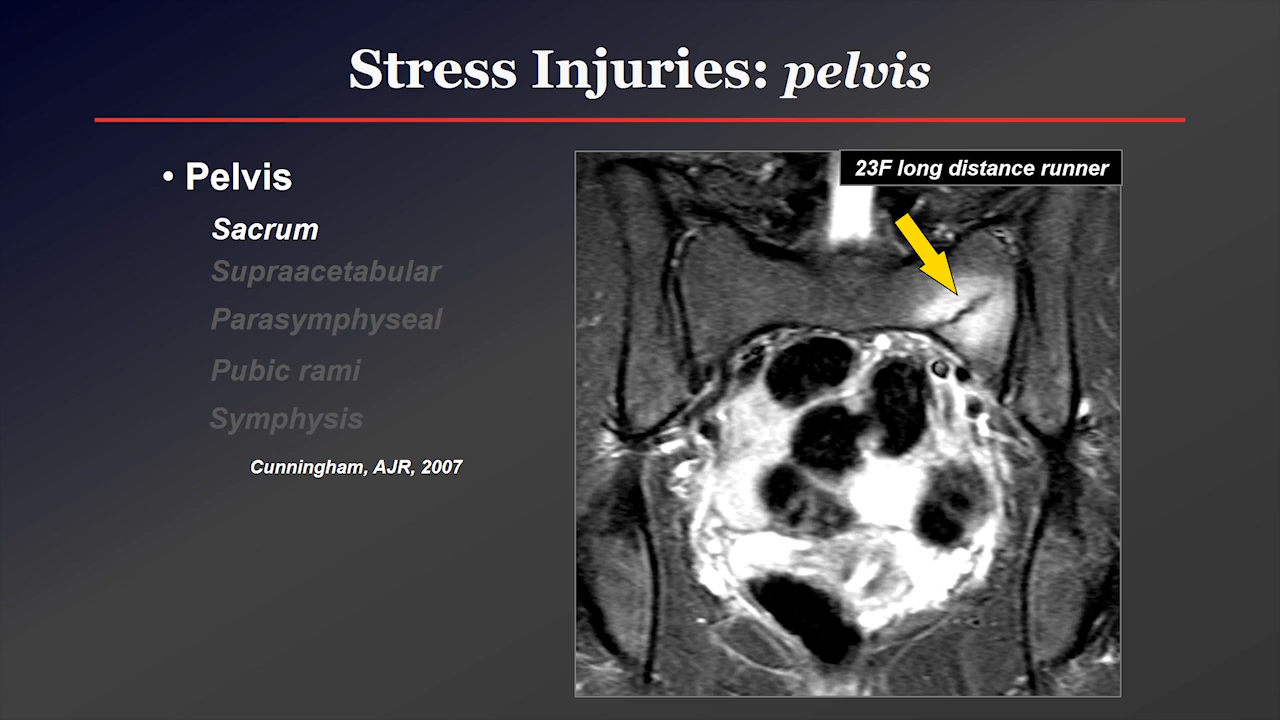 Stress Injuries: pelvis
• Pelvis
Sacrum
Supraacetabular
Parasymphyseal
Pubic rami
Symphysis
Cunningham, AJR, 2007
23F long distance runner